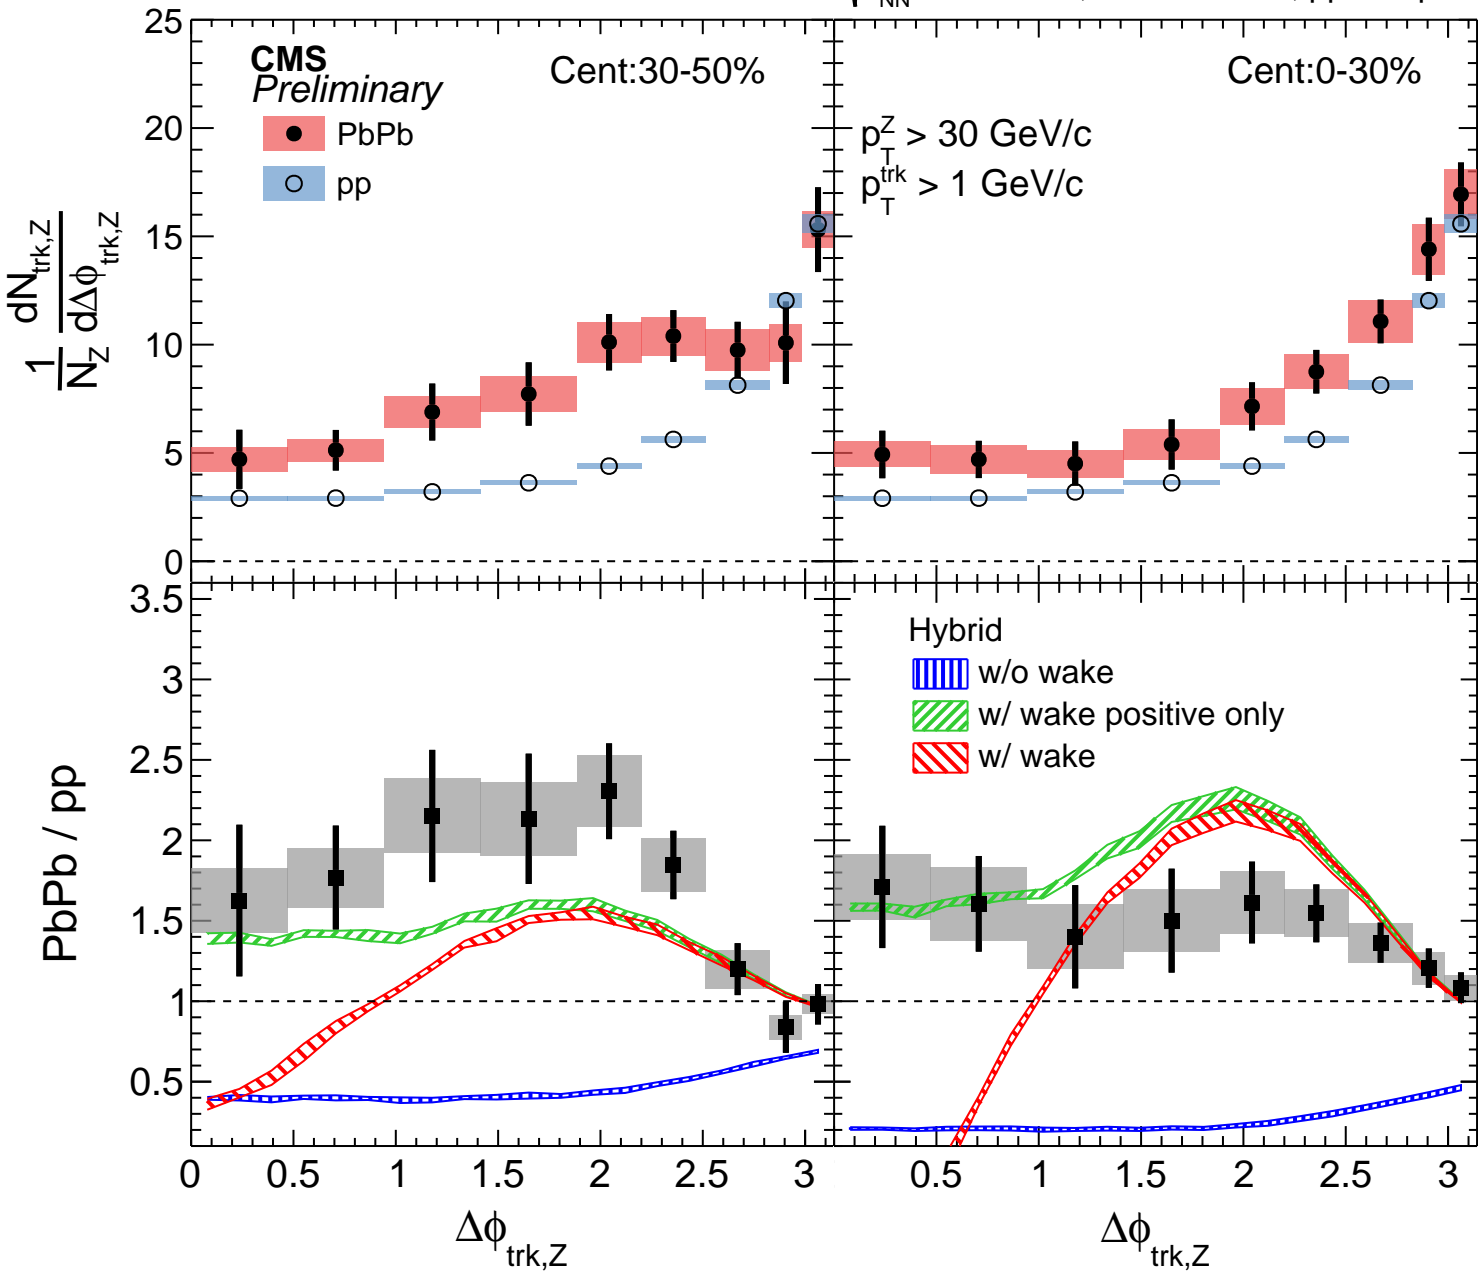 NN
CMS
Preliminary
PbPb
pp
Cent:30-50%
Cent:0-30%
p_T^Z > 30 GeV/c
p_T^trk > 1 GeV/c
1/N_Z dN_trk,Z/dΔϕ_trk,Z
25
20
15
10
5
0
Hybrid
w/o wake
w/ wake positive only
w/ wake
PbPb / pp
3.5
3
2.5
2
1.5
1
0.5
0 0.5 1 1.5 2 2.5 3
0.5 1 1.5 2 2.5 3
Δϕ_trk,Z
Δϕ_trk,Z